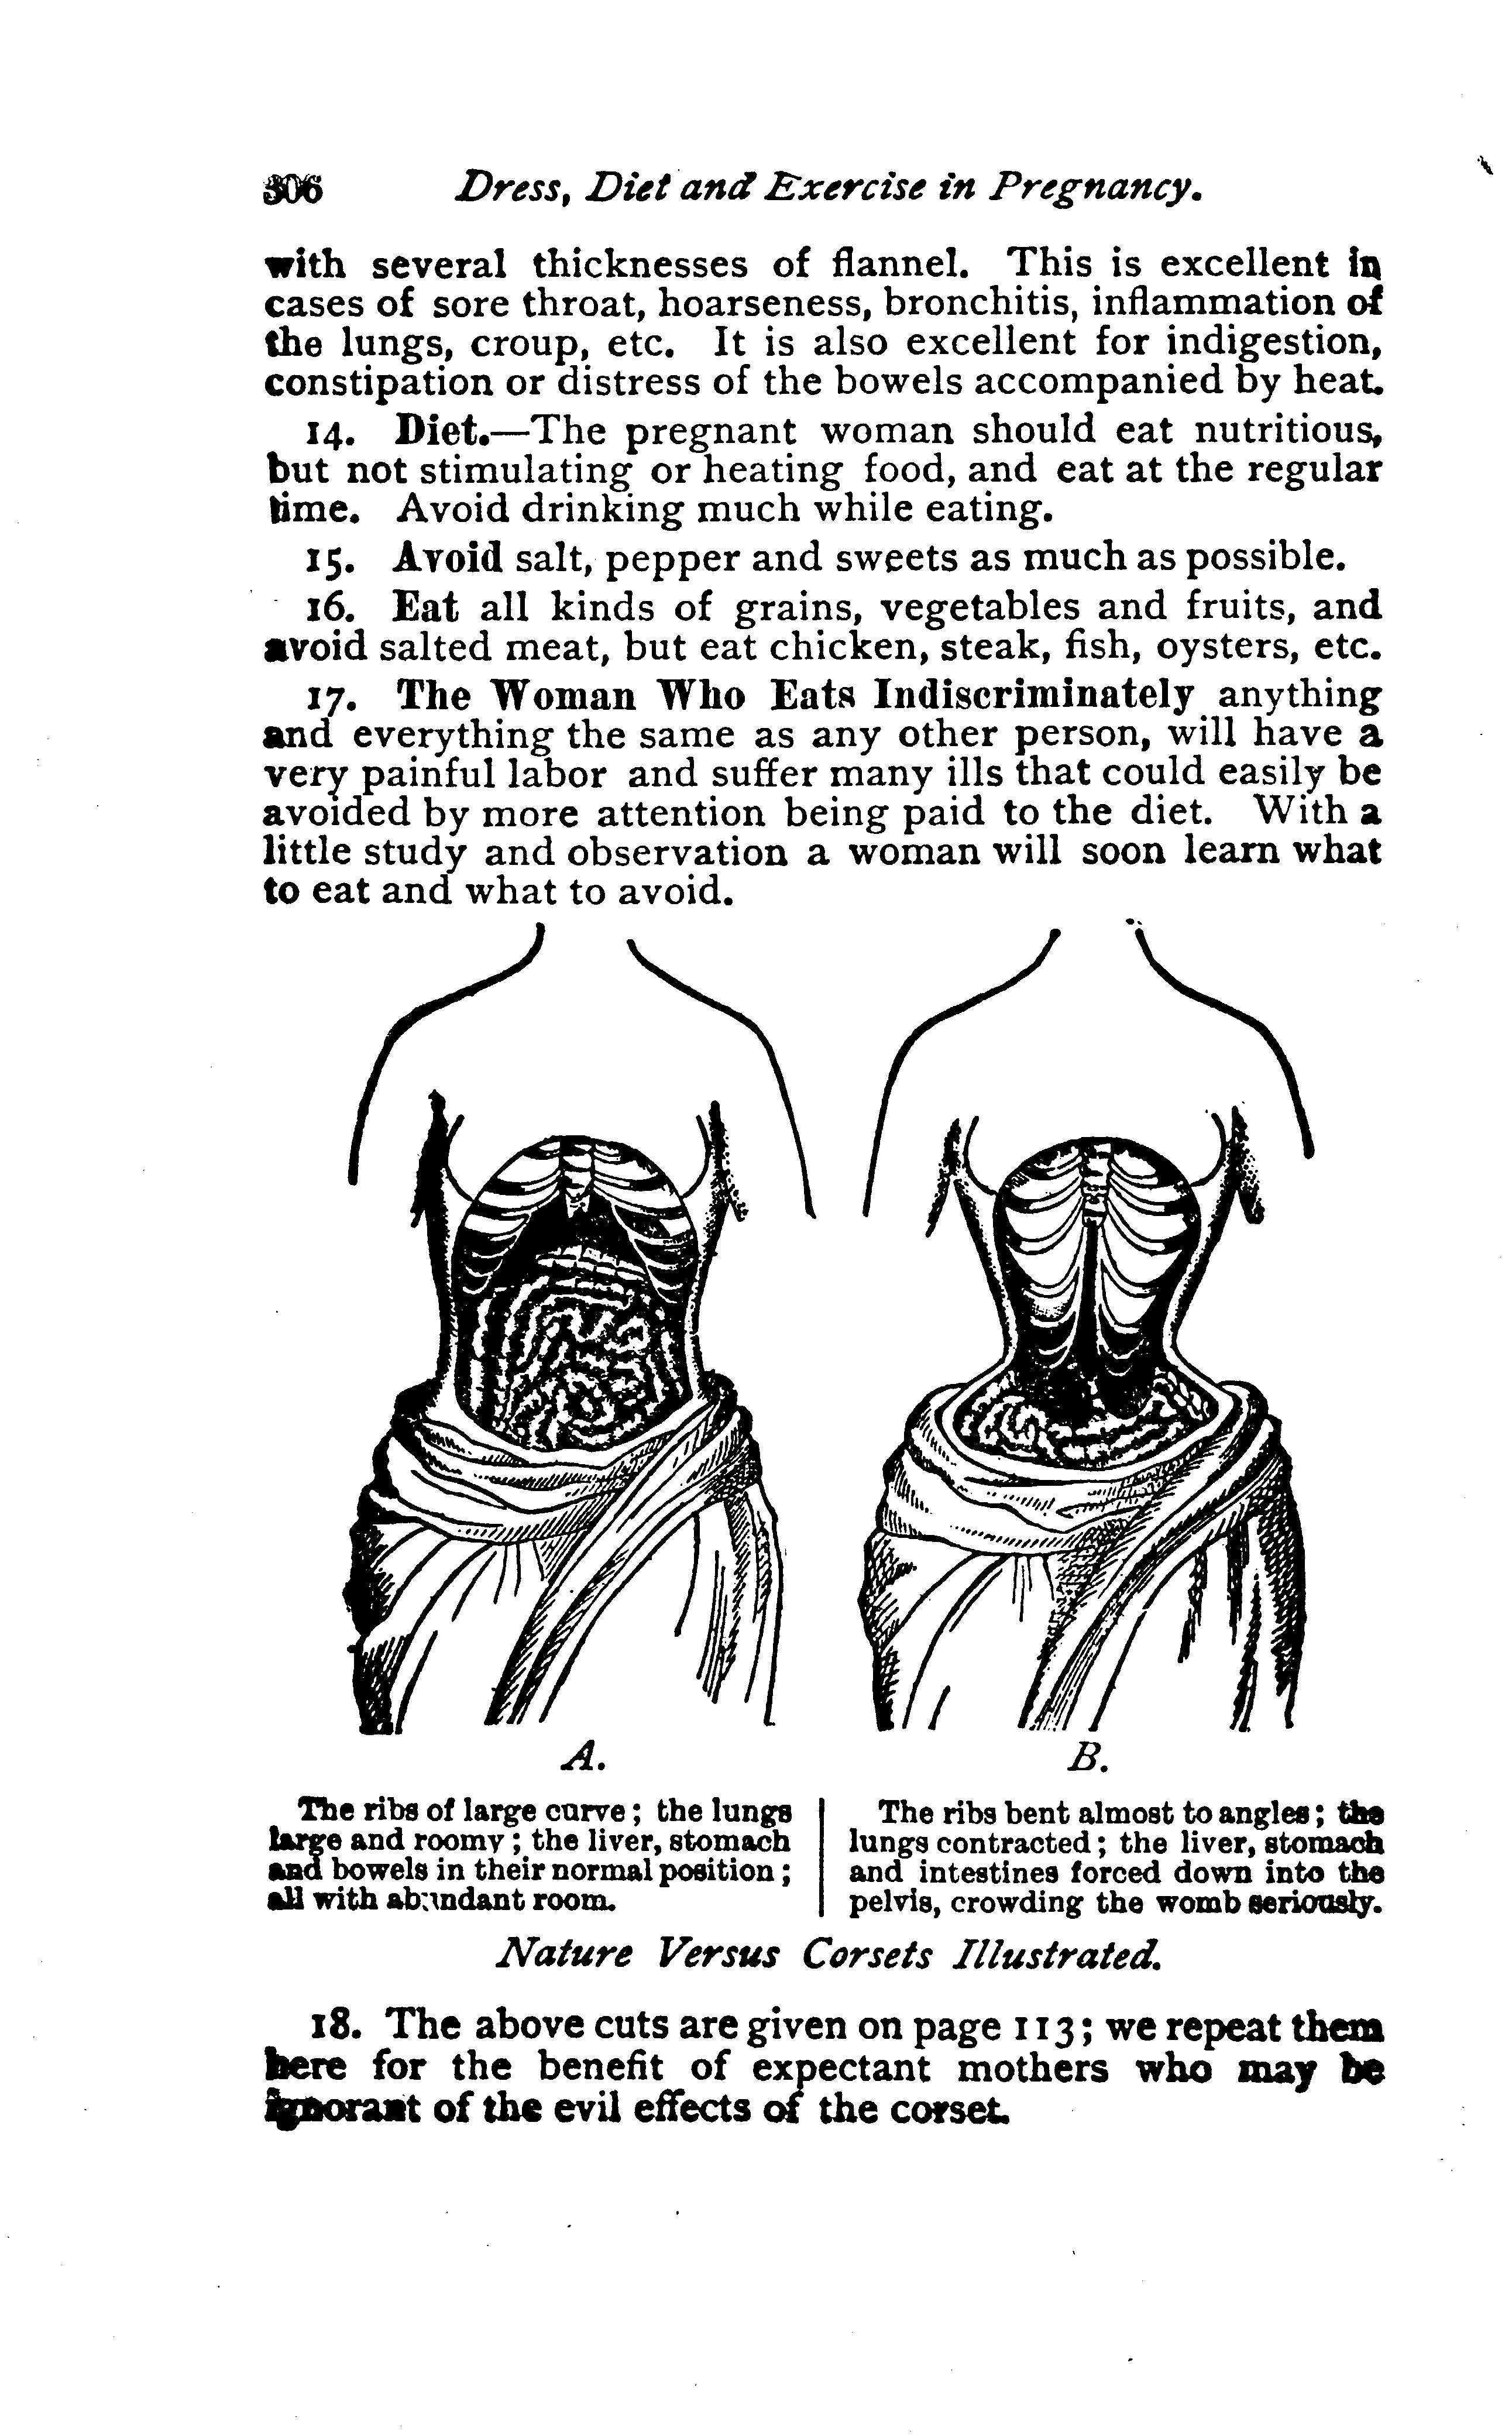 306 Dress, Diet and Exercise in Pregnancy.
with several thicknesses of flannel. This is excellent in
cases of sore throat, hoarseness, bronchitis, inflammation of
the lungs, croup, etc. It is also excellent for indigestion,
constipation or distress of the bowels accompanied by heat.
14. Diet.—The pregnant woman should eat nutritious,
but not stimulating or heating food, and eat at the regular
time. Avoid drinking much while eating.
15. Avoid salt, pepper and sweets as much as possible.
16. Eat all kinds of grains, vegetables and fruits, and
avoid salted meat, but eat chicken, steak, fish, oysters, etc.
17. The Woman Who Eats Indiscriminately anything
and everything the same as any other person, will have a
very painful labor and suffer many ills that could easily be
avoided by more attention being paid to the diet. With a
little study and observation a woman will soon learn what
to eat and what to avoid.
A.
The ribs of large curve; the lungs
large and roomy; the liver, stomach
and bowels in their normal position;
all with abundant room.
B.
The ribs bent almost to angles; the
lungs contracted; the liver, stomach
and intestines forced down into the
pelvis, crowding the womb seriously.
Nature Versus Corsets Illustrated.
18. The above cuts are given on page 113; we repeat them
here for the benefit of expectant mothers who may be
ignorant of the evil effects of the corset.